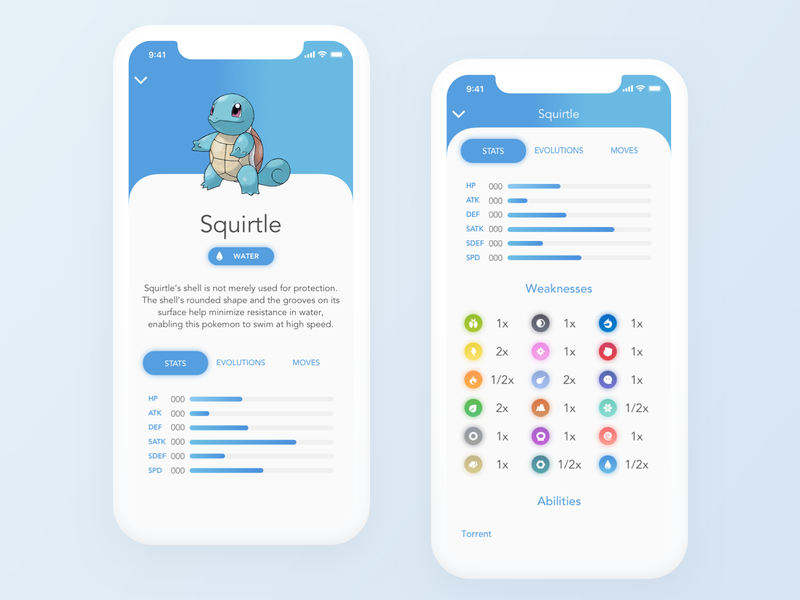 9:41
Squirtle
WATER
Squirtle's shell is not merely used for protection.
The shell's rounded shape and the grooves on its
surface help minimize resistance in water,
enabling this pokemon to swim at high speed.
STATS EVOLUTIONS MOVES
HP 000
ATK 000
DEF 000
SATK 000
SDEF 000
SPD 000
9:41
Squirtle
STATS EVOLUTIONS MOVES
HP 000
ATK 000
DEF 000
SATK 000
SDEF 000
SPD 000
Weaknesses
1x 1x 1x
2x 1x 1x
1/2x 2x 1x
2x 1x 1/2x
1x 1x 1x
1x 1/2x 1/2x
Abilities
Torrent